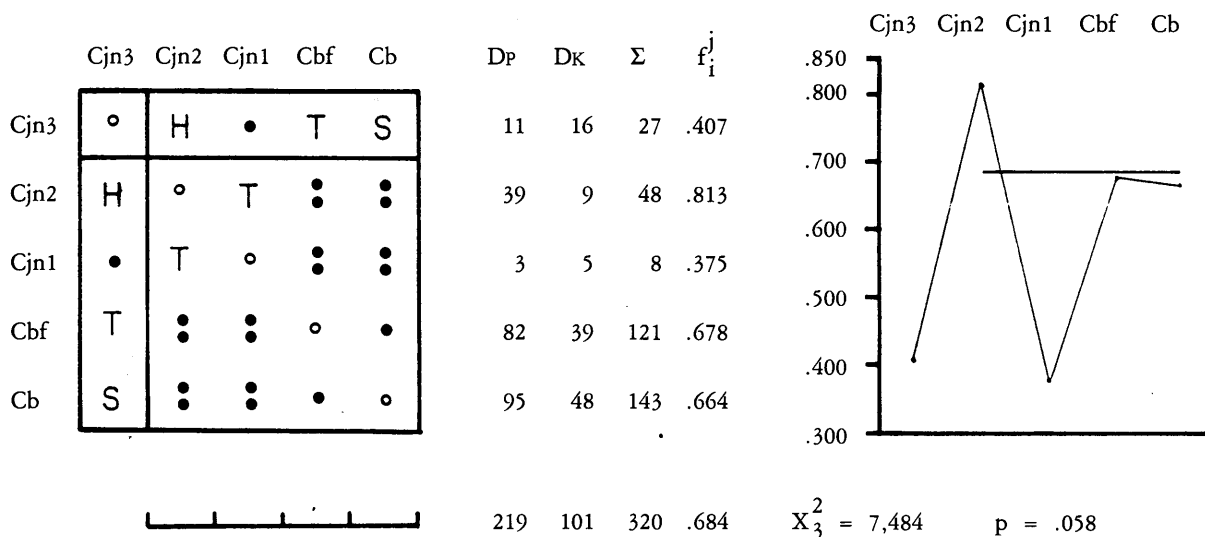 Cjn3 Cjn2 Cjn1 Cbf Cb
Cjn3 Cjn2 Cjn1 Cbf Cb DP DK Σ f i j
Cjn3 H T S 11 16 27 .407
Cjn2 H T 39 9 48 .813
Cjn1 T 3 5 8 .375
Cbf T 82 39 121 .678
Cb S 95 48 143 .664
.850
.800
.700
.600
.500
.400
.300
219 101 320 .684 X 2 3 = 7,484 p = .058